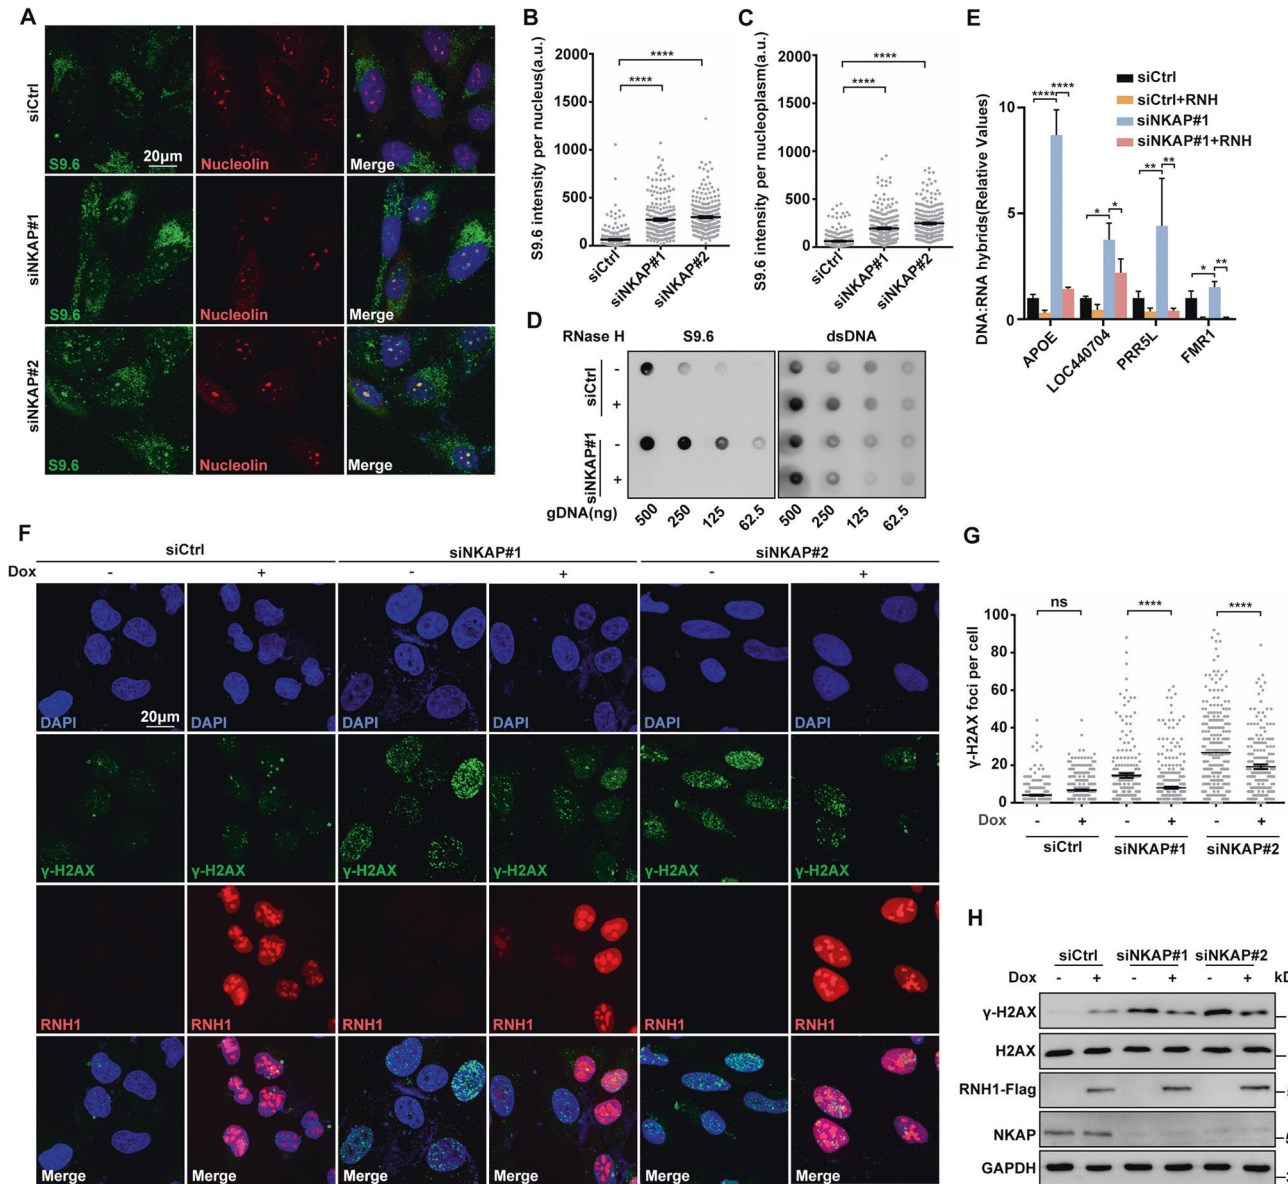 A
siCtrl
S9.6
20μm
Nucleolin
Merge
siNKAP#1
S9.6
Nucleolin
Merge
siNKAP#2
S9.6
Nucleolin
Merge
B
S9.6 intensity per nucleus(a.u.)
2000
1500
1000
500
0
****
****
siCtrl
siNKAP#1
siNKAP#2
C
S9.6 intensity per nucleoplasm(a.u.)
2000
1500
1000
500
0
****
****
siCtrl
siNKAP#1
siNKAP#2
D
RNase H
S9.6
dsDNA
siCtrl
-
+
siNKAP#1
-
+
gDNA(ng)
500
250
125
62.5
500
250
125
62.5
E
DNA:RNA hybrids(Relative Values)
10
5
0
siCtrl
siCtrl+RNH
siNKAP#1
siNKAP#1+RNH
**** ****
* *
** **
* **
APOE
LOC440704
PRR5L
FMR1
F
siCtrl siNKAP#1 siNKAP#2
Dox - + - + - +
DAPI 20μm DAPI DAPI DAPI DAPI DAPI
γ-H2AX γ-H2AX γ-H2AX γ-H2AX γ-H2AX γ-H2AX
RNH1 RNH1 RNH1 RNH1 RNH1 RNH1
Merge Merge Merge Merge Merge Merge
G
γ-H2AX foci per cell
100
80
60
40
20
0
ns **** ****
- + - + - +
Dox
siCtrl siNKAP#1 siNKAP#2
H
siCtrl siNKAP#1 siNKAP#2
Dox - + - + - +
γ-H2AX
H2AX
RNH1-Flag
NKAP
GAPDH